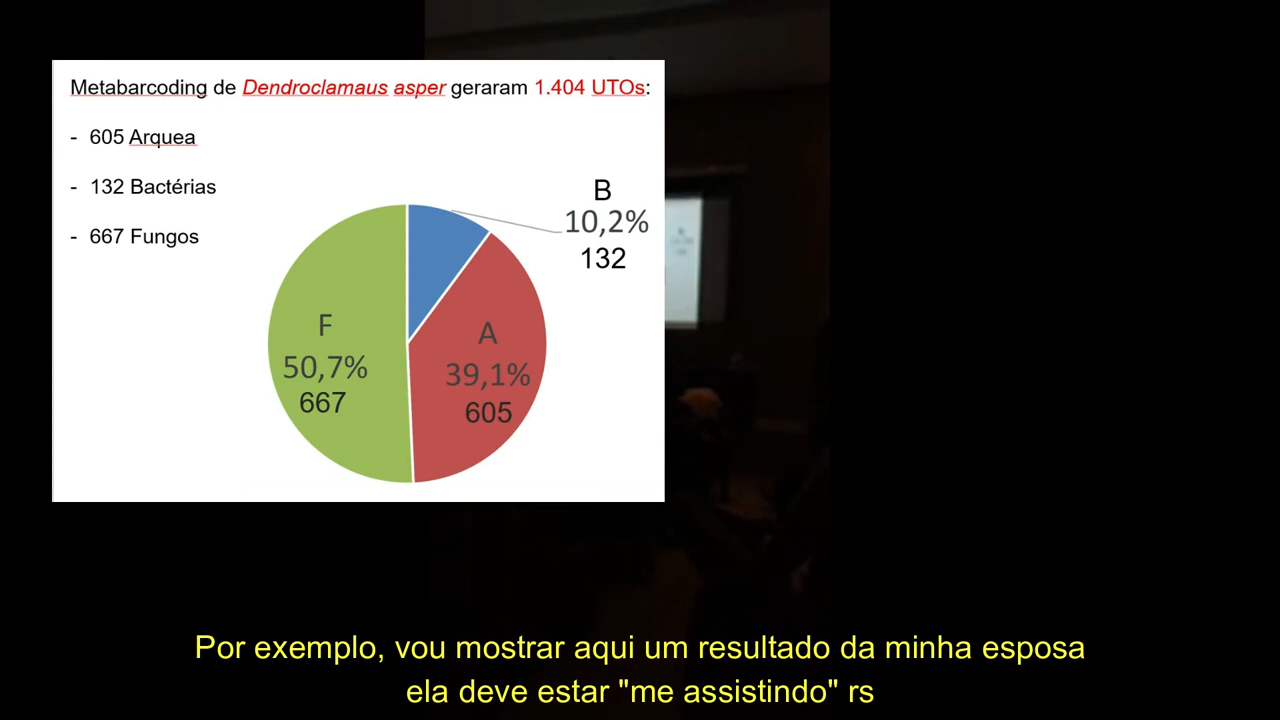 Metabarcoding de Dendroclamaus asper geraram 1.404 UTOs:
- 605 Arquea
- 132 Bactérias
- 667 Fungos
B
10,2%
132
F
50,7%
667
A
39,1%
605
Por exemplo, vou mostrar aqui um resultado da minha esposa
ela deve estar "me assistindo" rs